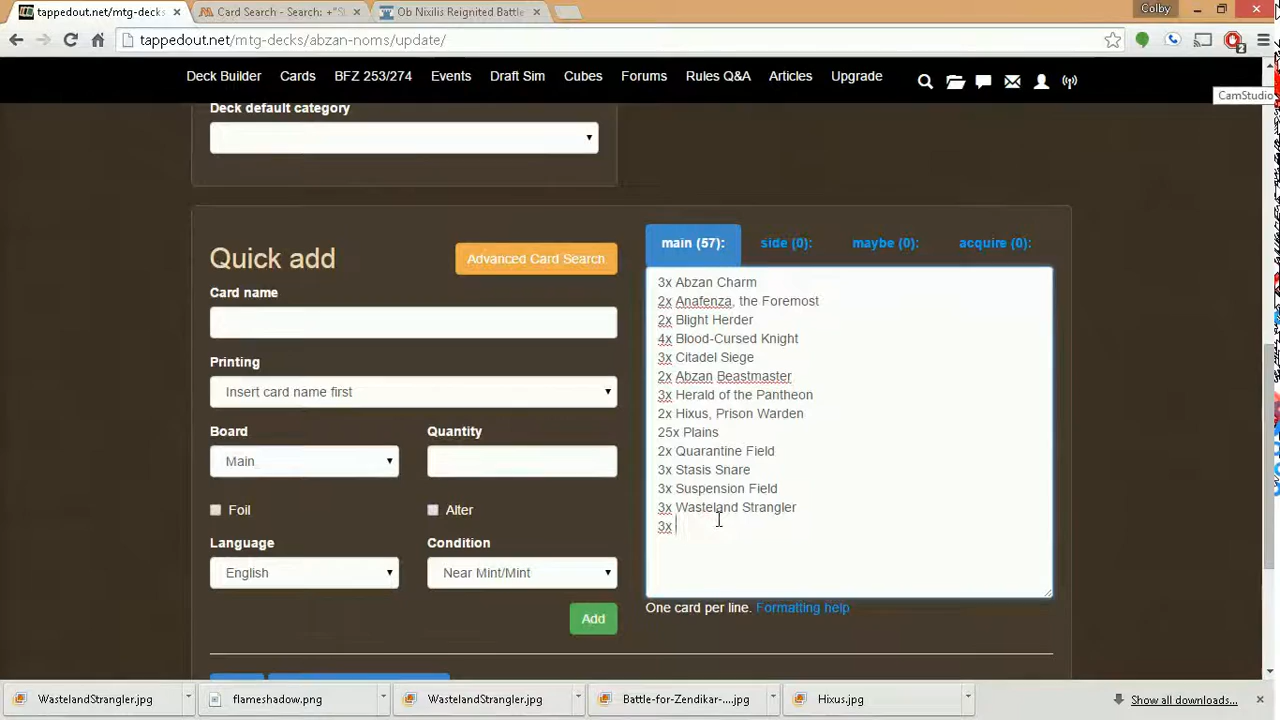 tappedout.net/mtg-decks
Card Search - Search: +"Sl
Ob Nixilis Reignited Battle
Colby
tappedout.net/mtg-decks/abzan-noms/update/
2
Deck Builder Cards BFZ 253/274 Events Draft Sim Cubes Forums Rules Q&A Articles Upgrade
CamStudio
Deck default category
Quick add
Advanced Card Search
Card name
Printing
Insert card name first
Board
Quantity
Main
Foil
Alter
Language
Condition
English
Near Mint/Mint
Add
main (57): side (0): maybe (0): acquire (0):
3x Abzan Charm
2x Anafenza, the Foremost
2x Blight Herder
4x Blood-Cursed Knight
3x Citadel Siege
2x Abzan Beastmaster
3x Herald of the Pantheon
2x Hixus, Prison Warden
25x Plains
2x Quarantine Field
3x Stasis Snare
3x Suspension Field
3x Wasteland Strangler
3x
One card per line. Formatting help
WastelandStrangler.jpg
flameshadow.png
WastelandStrangler.jpg
Battle-for-Zendikar-....jpg
Hixus.jpg
Show all downloads...